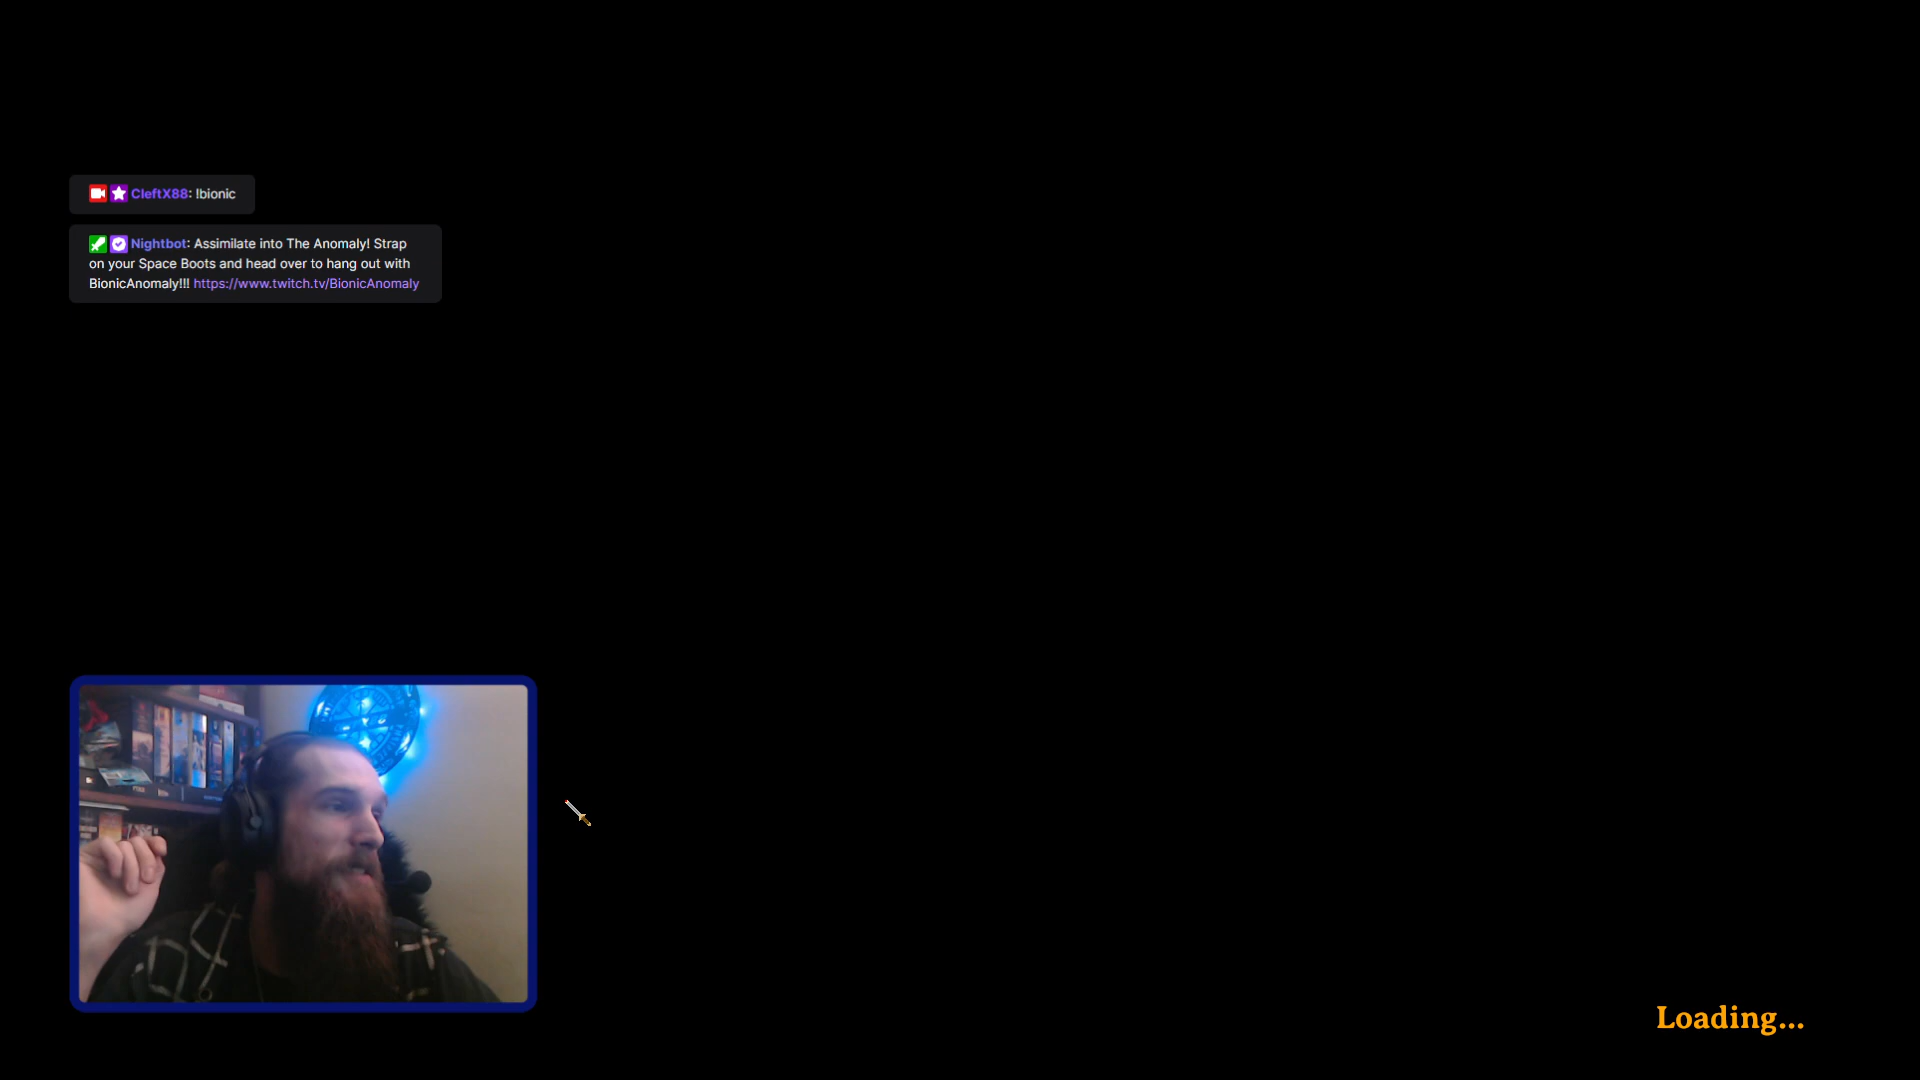 CleftX88: !bionic
Nightbot: Assimilate into The Anomaly! Strap
on your Space Boots and head over to hang out with
BionicAnomaly!!! https://www.twitch.tv/BionicAnomaly
Loading...